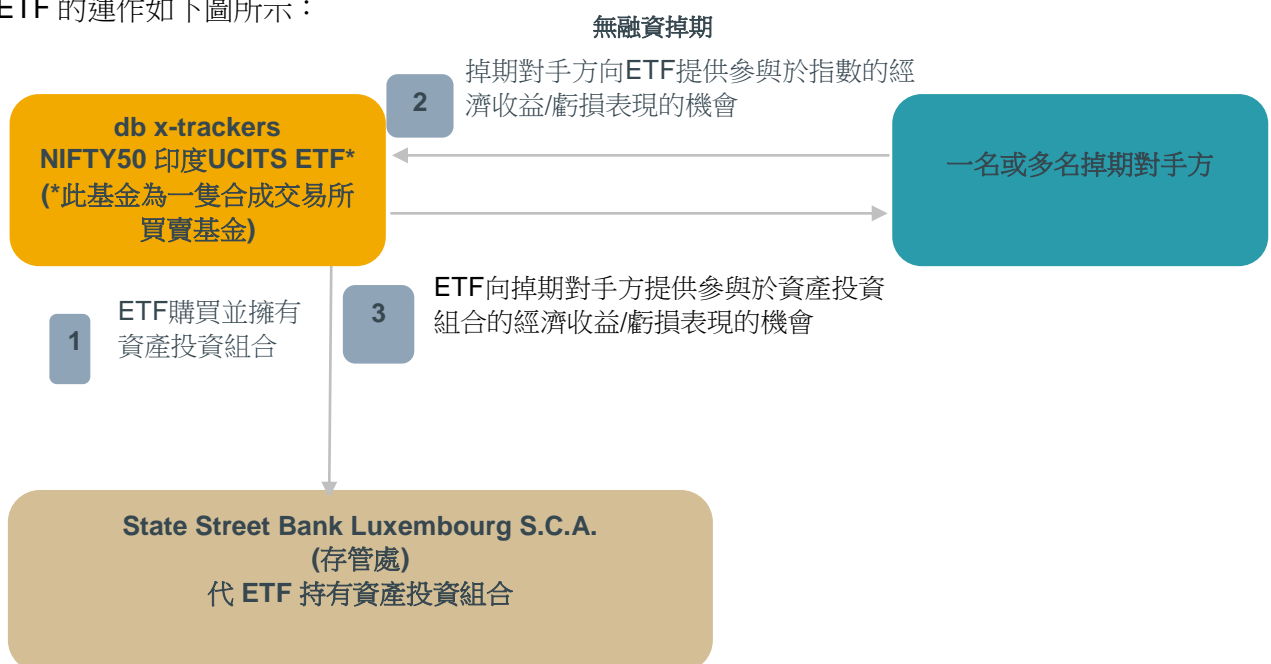 ETF 的運作如下圖所示：
無融資掉期
2
掉期對手方向ETF提供參與於指數的經
濟收益/虧損表現的機會
db x-trackers
NIFTY50 印度UCITS ETF*
(*此基金為一隻合成交易所
買賣基金)
一名或多名掉期對手方
1
ETF購買並擁有
資產投資組合
3
ETF向掉期對手方提供參與於資產投資
組合的經濟收益/虧損表現的機會
State Street Bank Luxembourg S.C.A.
(存管處)
代 ETF 持有資產投資組合